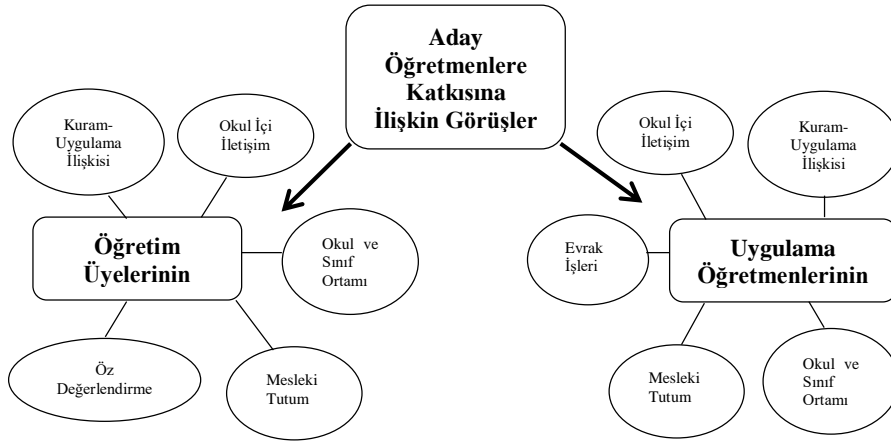 Aday
Öğretmenlere
Katkısına
İlişkin Görüşler
Kuram-
Uygulama
İlişkisi
Okul İçi
İletişim
Öğretim
Üyelerinin
Okul ve
Sınıf
Ortamı
Öz
Değerlendirme
Mesleki
Tutum
Okul İçi
İletişim
Kuram-
Uygulama
İlişkisi
Evrak
İşleri
Uygulama
Öğretmenlerinin
Mesleki
Tutum
Okul ve
Sınıf
Ortamı